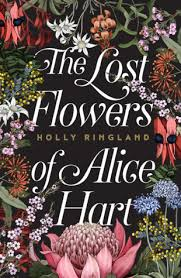 The Lost
Flowers
HOLLY RINGLAND
of Alice
Hart